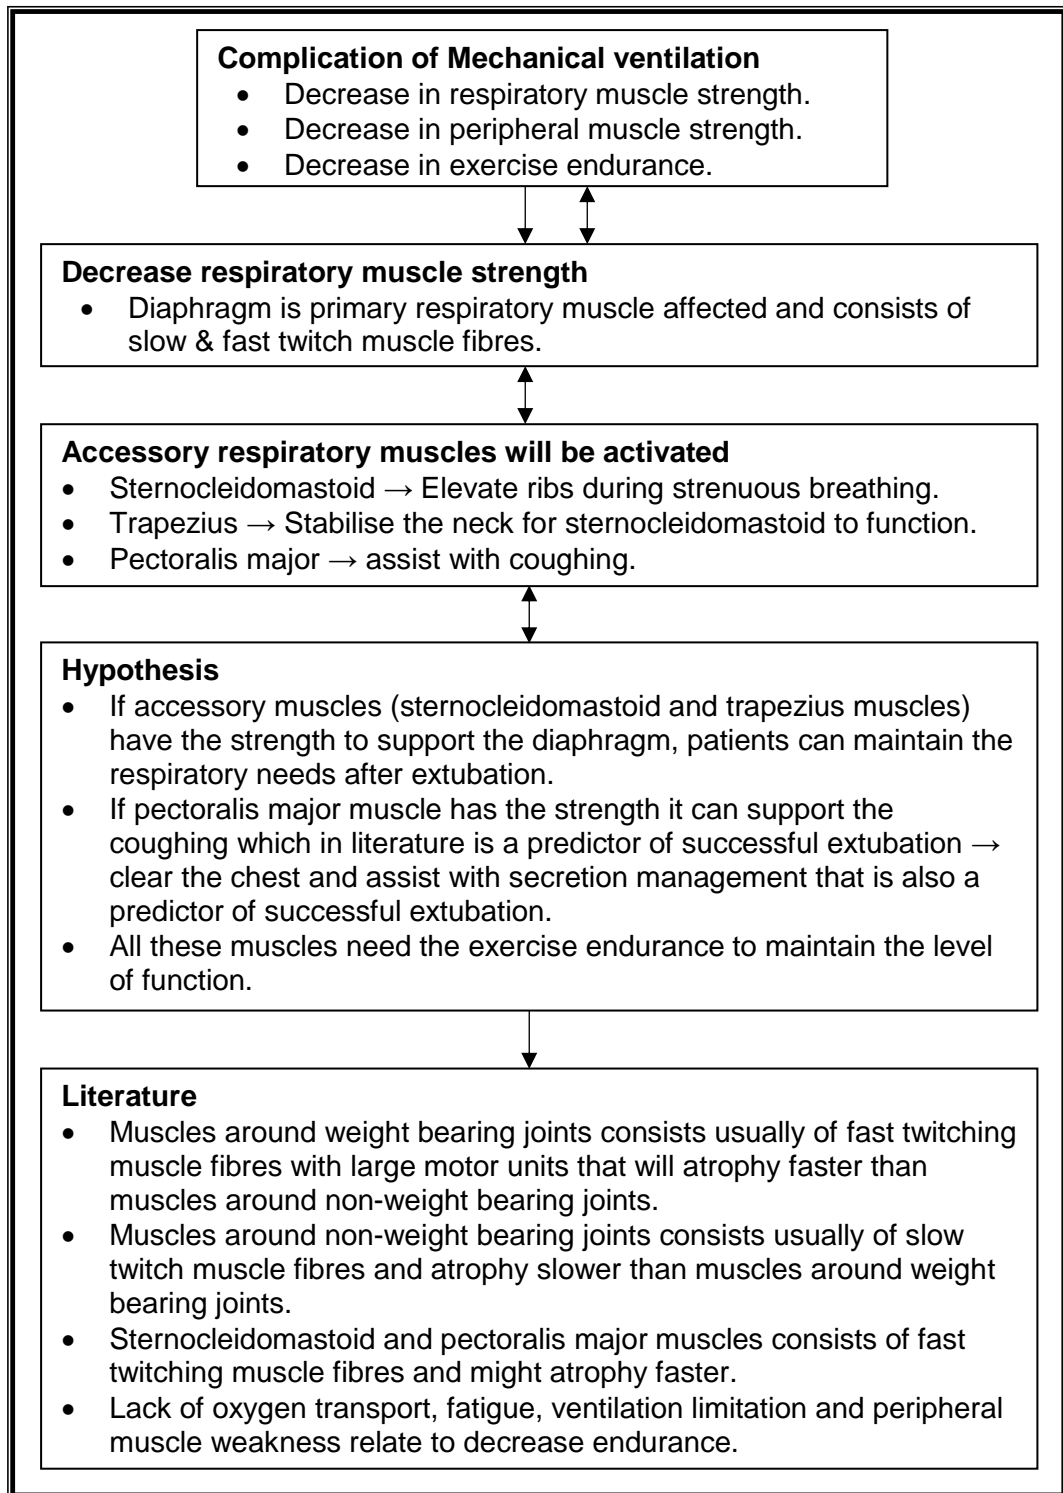 Complication of Mechanical ventilation
• Decrease in respiratory muscle strength.
• Decrease in peripheral muscle strength.
• Decrease in exercise endurance.
Decrease respiratory muscle strength
• Diaphragm is primary respiratory muscle affected and consists of
slow & fast twitch muscle fibres.
Accessory respiratory muscles will be activated
• Sternocleidomastoid → Elevate ribs during strenuous breathing.
• Trapezius → Stabilise the neck for sternocleidomastoid to function.
• Pectoralis major → assist with coughing.
Hypothesis
• If accessory muscles (sternocleidomastoid and trapezius muscles)
have the strength to support the diaphragm, patients can maintain the
respiratory needs after extubation.
• If pectoralis major muscle has the strength it can support the
coughing which in literature is a predictor of successful extubation →
clear the chest and assist with secretion management that is also a
predictor of successful extubation.
• All these muscles need the exercise endurance to maintain the level
of function.
Literature
• Muscles around weight bearing joints consists usually of fast twitching
muscle fibres with large motor units that will atrophy faster than
muscles around non-weight bearing joints.
• Muscles around non-weight bearing joints consists usually of slow
twitch muscle fibres and atrophy slower than muscles around weight
bearing joints.
• Sternocleidomastoid and pectoralis major muscles consists of fast
twitching muscle fibres and might atrophy faster.
• Lack of oxygen transport, fatigue, ventilation limitation and peripheral
muscle weakness relate to decrease endurance.